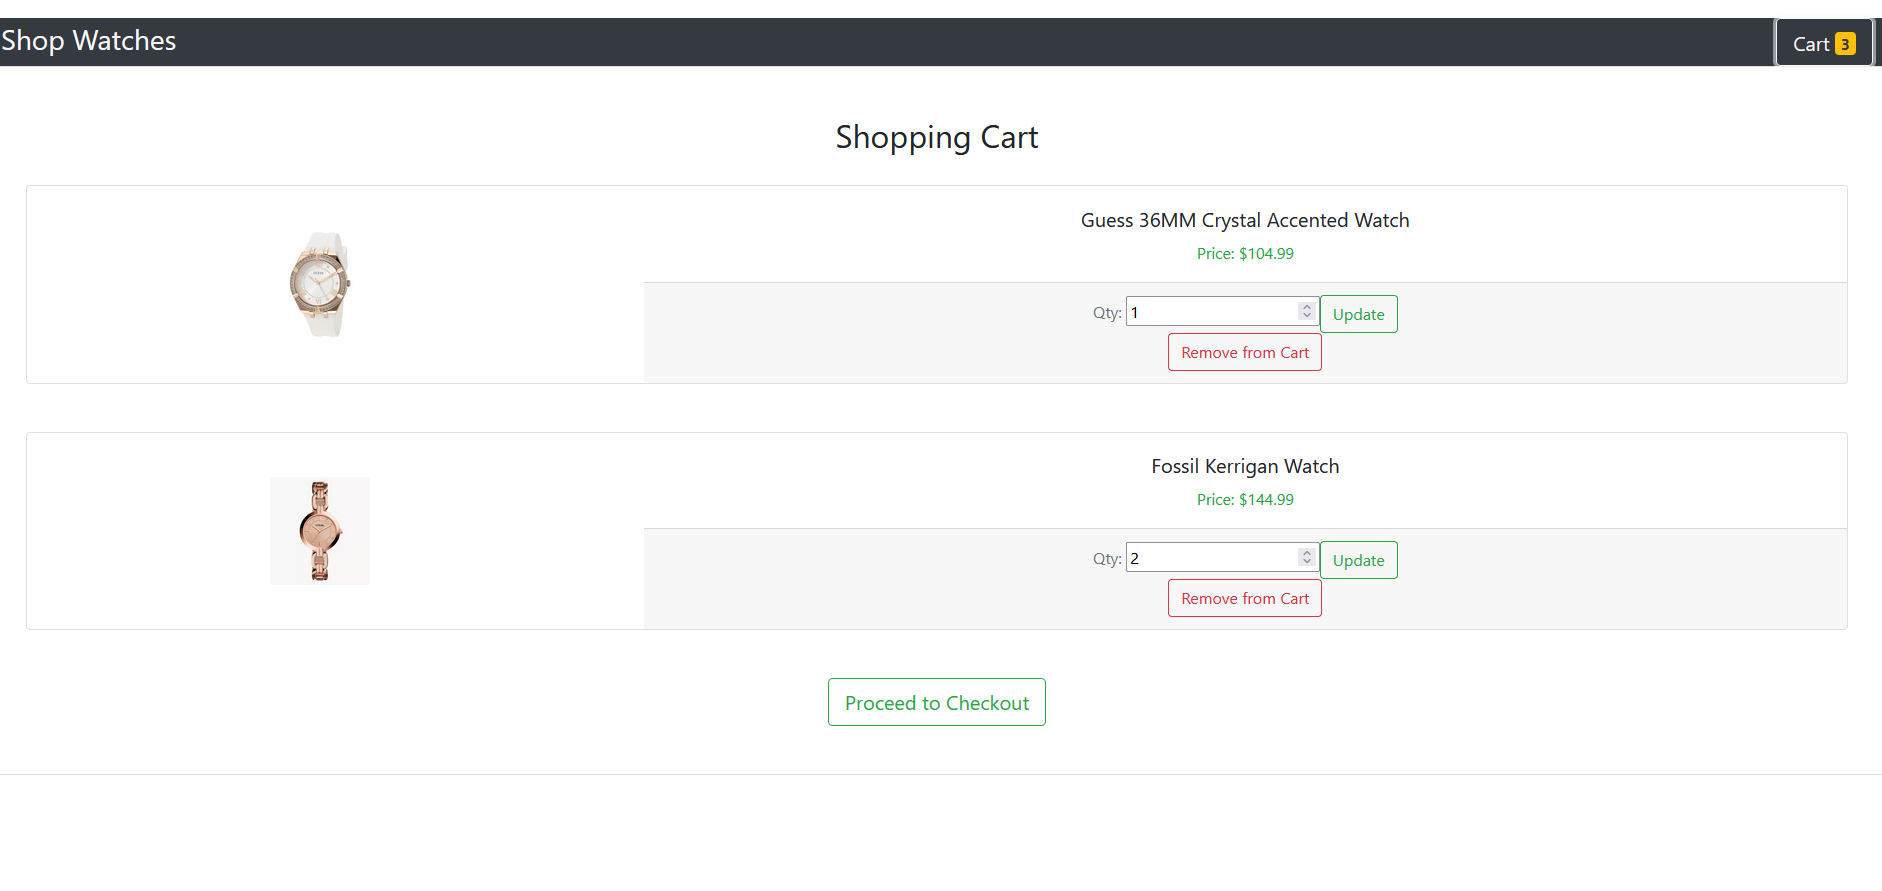 Shop Watches
Cart 3
Shopping Cart
Guess 36MM Crystal Accented Watch
Price: $104.99
Qty: 1 Update
Remove from Cart
Fossil Kerrigan Watch
Price: $144.99
Qty: 2 Update
Remove from Cart
Proceed to Checkout